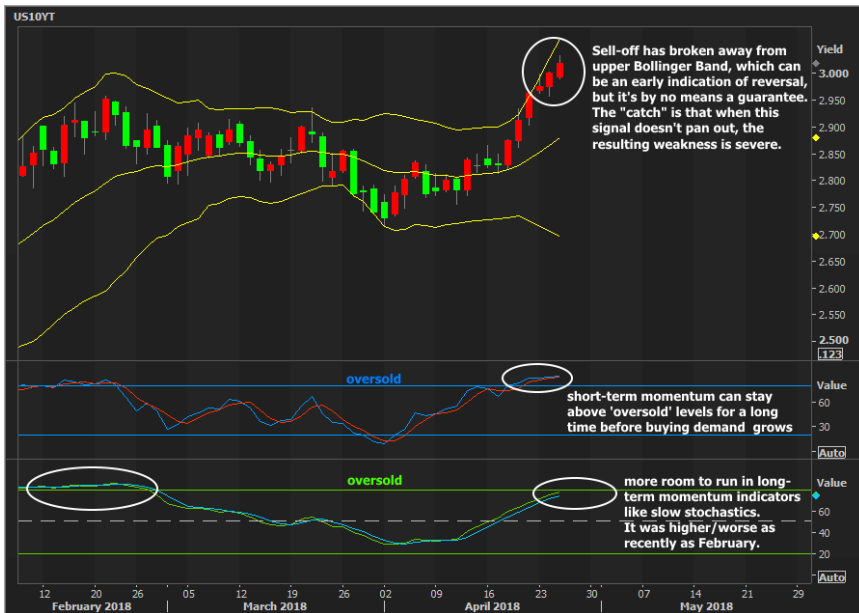 US10YT
Sell-off has broken away from
upper Bollinger Band, which can
be an early indication of reversal,
but it's by no means a guarantee.
The "catch" is that when this
signal doesn't pan out, the
resulting weakness is severe.
Yield
3.000
2.950
2.900
2.850
2.800
2.750
2.700
2.650
2.600
2.550
2.500
.123
oversold
short-term momentum can stay
above 'oversold' levels for a long
time before buying demand grows
Value
60
30
Auto
oversold
more room to run in long-
term momentum indicators
like slow stochastics.
It was higher/worse as
recently as February.
Value
60
40
20
Auto
12 20 26 05 12 19 26 02 09 16 23 30 07 14 21 29
February 2018 March 2018 April 2018 May 2018